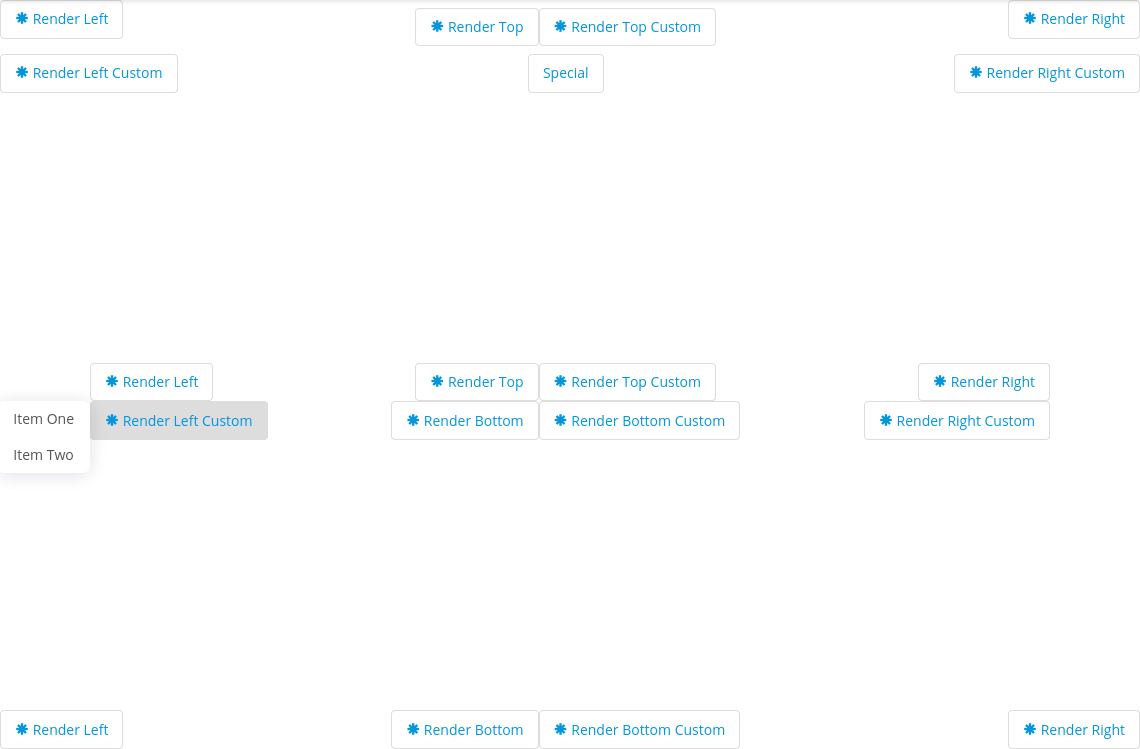 Render Left
Render Top
Render Top Custom
Render Right
Render Left Custom
Special
Render Right Custom
Render Left
Render Top
Render Top Custom
Render Right
Item One
Render Left Custom
Render Bottom
Render Bottom Custom
Render Right Custom
Item Two
Render Left
Render Bottom
Render Bottom Custom
Render Right